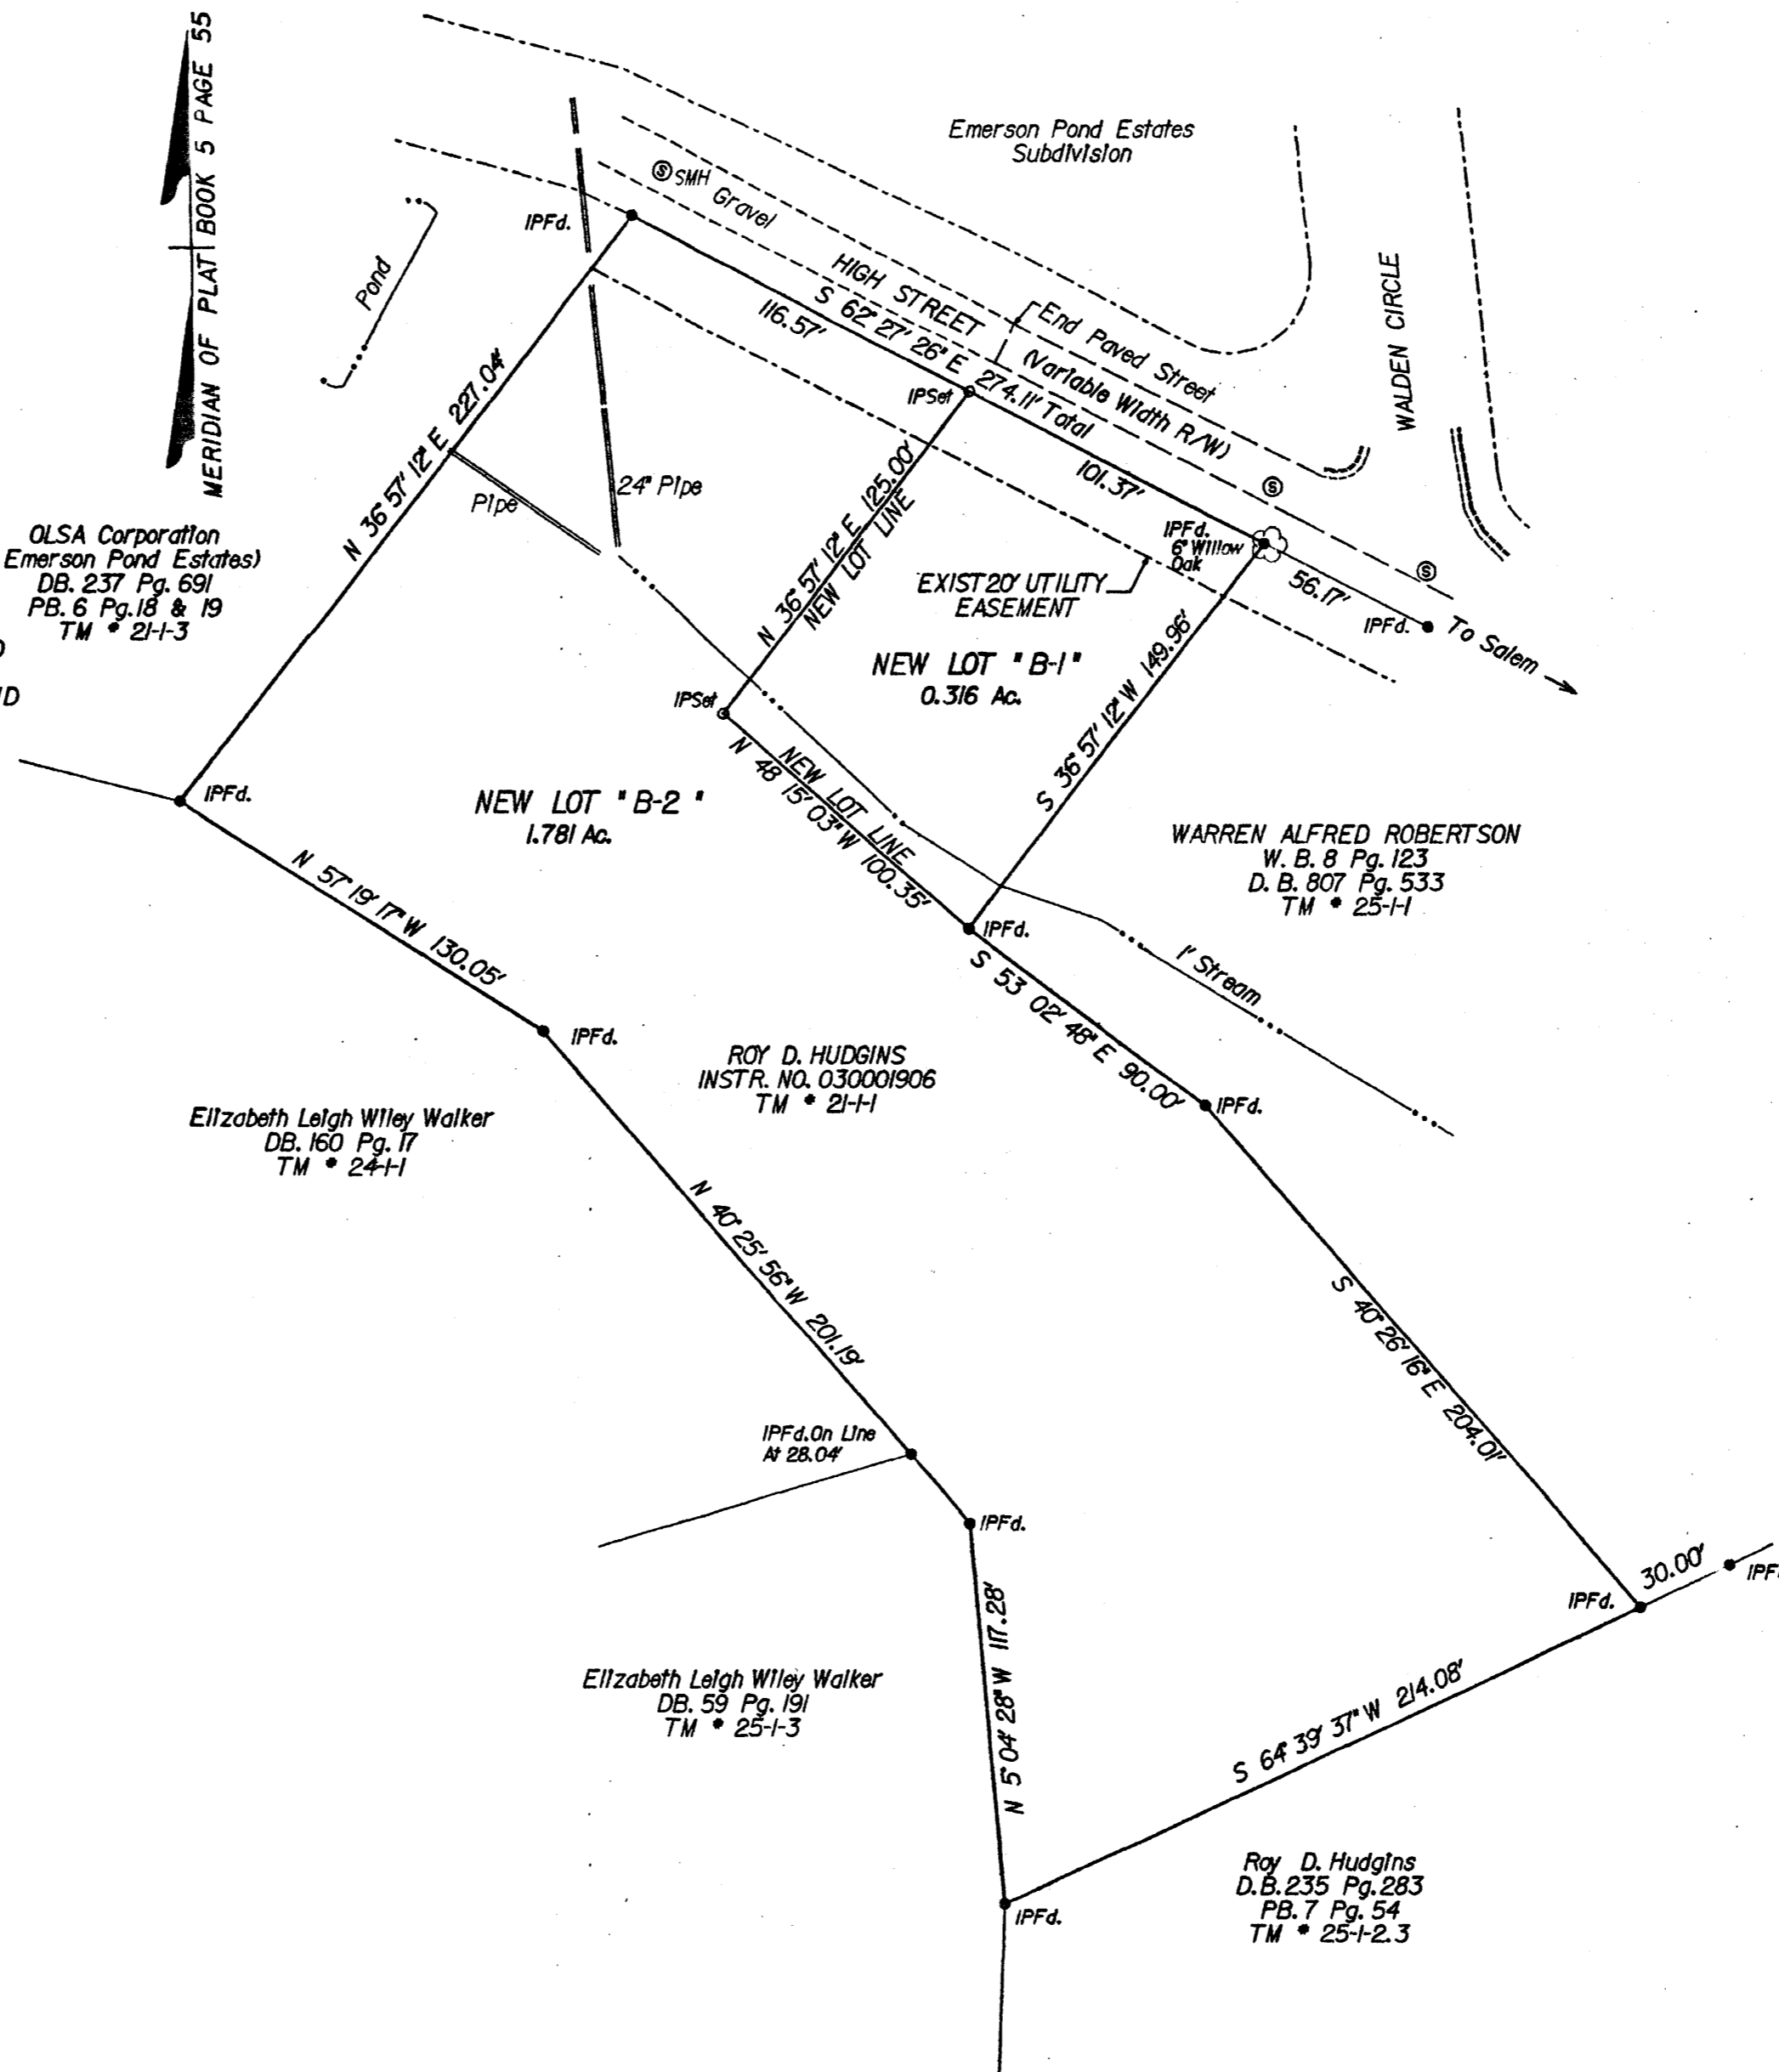 MERIDIAN OF PLAT BOOK 5 PAGE 55
Emerson Pond Estates
Subdivision
SMH
Gravel
IPFd.
Pond
HIGH STREET
S 62° 27' 26" E 274.11' Total
116.57'
End Paved Street
(Variable Width R/W)
WALDEN CIRCLE
IPSet
101.37'
S
S
S
N 36° 57' 12" E 227.04'
Pipe
24" Pipe
N 36° 57' 12" E 125.00'
NEW LOT LINE
IPFd.
6" Willow
Oak
56.17'
IPFd.
To Salem
OLSA Corporation
Emerson Pond Estates)
DB. 237 Pg. 691
PB. 6 Pg. 18 & 19
TM # 21-1-3
D
EXIST 20' UTILITY
EASEMENT
NEW LOT "B-1"
0.316 Ac.
S 36° 57' 12" W 149.96'
IPSet
IPFd.
NEW LOT "B-2"
1.781 Ac.
NEW LOT LINE
N 48 15' 03" W 100.35'
WARREN ALFRED ROBERTSON
W. B. 8 Pg. 123
D. B. 807 Pg. 533
TM # 25-1-1
N 57° 19' 17" W 130.05'
IPFd.
1' Stream
S 53 02' 48" E 90.00'
IPFd.
IPFd.
ROY D. HUDGINS
INSTR. NO. 030001906
TM # 21-1-1
Elizabeth Leigh Wiley Walker
DB. 160 Pg. 17
TM # 24-1-1
N 40° 25' 56" W 201.19'
S 40° 26' 16" E 204.01'
IPFd. On Line
At 28.04'
IPFd.
30.00'
IPFd.
IPF
N 5° 04' 28" W 117.28'
Elizabeth Leigh Wiley Walker
DB. 59 Pg. 191
TM # 25-1-3
S 64° 39' 37" W 214.08'
IPFd.
Roy D. Hudgins
D.B. 235 Pg. 283
PB. 7 Pg. 54
TM # 25-1-2.3